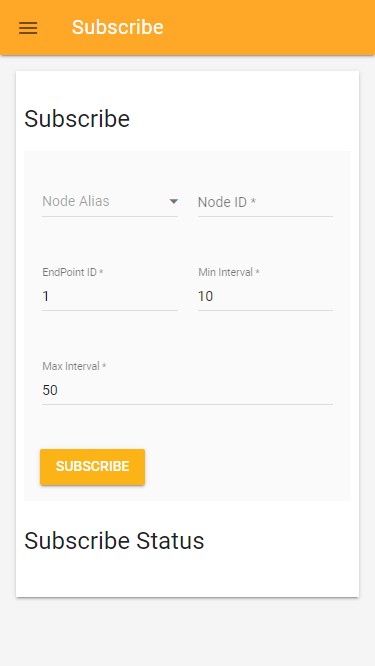 Subscribe
Subscribe
Node Alias
Node ID *
EndPoint ID *
Min Interval *
1
10
Max Interval *
50
SUBSCRIBE
Subscribe Status